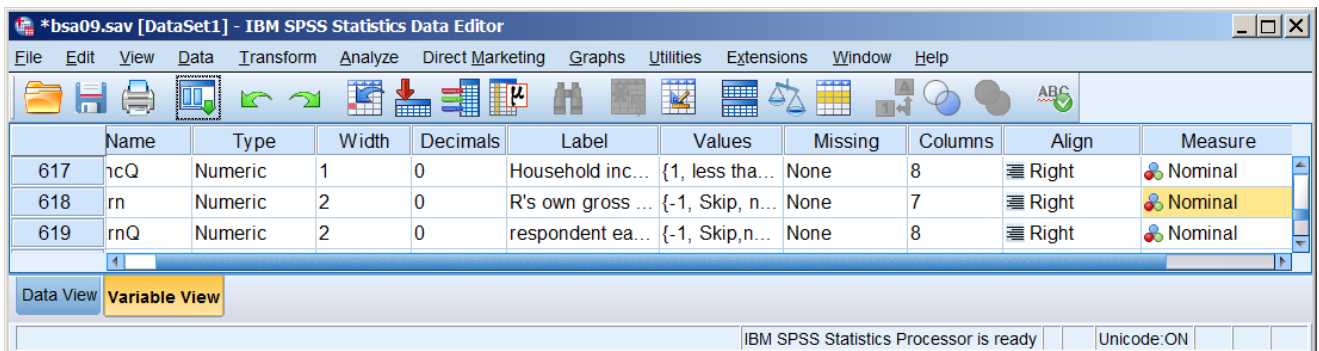 *bsa09.sav [DataSet1] - IBM SPSS Statistics Data Editor
File Edit View Data Transform Analyze Direct Marketing Graphs Utilities Extensions Window Help
Name Type Width Decimals Label Values Missing Columns Align Measure
617 ncQ Numeric 1 0 Household inc... {1, less tha... None 8 Right Nominal
618 rn Numeric 2 0 R's own gross ... {-1, Skip, n... None 7 Right Nominal
619 rnQ Numeric 2 0 respondent ea... {-1, Skip,n... None 8 Right Nominal
Data View Variable View
IBM SPSS Statistics Processor is ready Unicode:ON